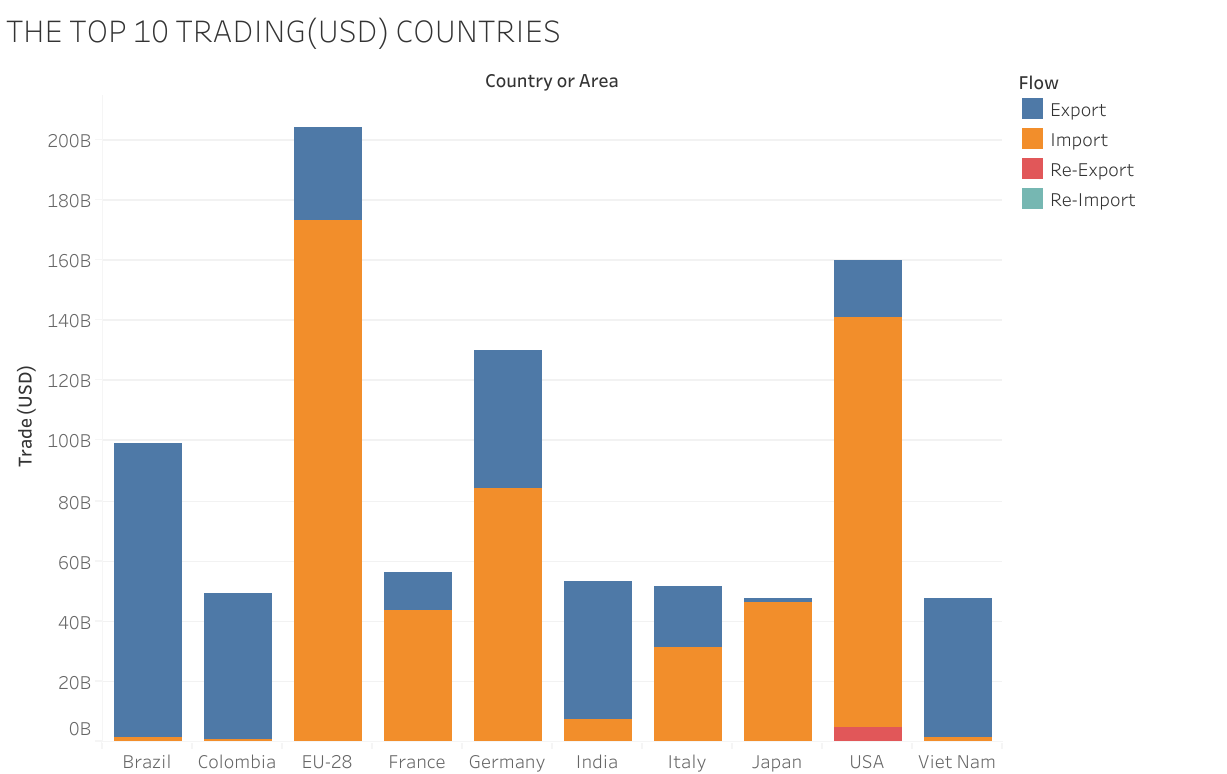 THE TOP 10 TRADING(USD) COUNTRIES
Country or Area
Flow
Export
Import
Re-Export
Re-Import
Trade (USD)
200B
180B
160B
140B
120B
100B
80B
60B
40B
20B
0B
Brazil Colombia EU-28 France Germany India Italy Japan USA Viet Nam